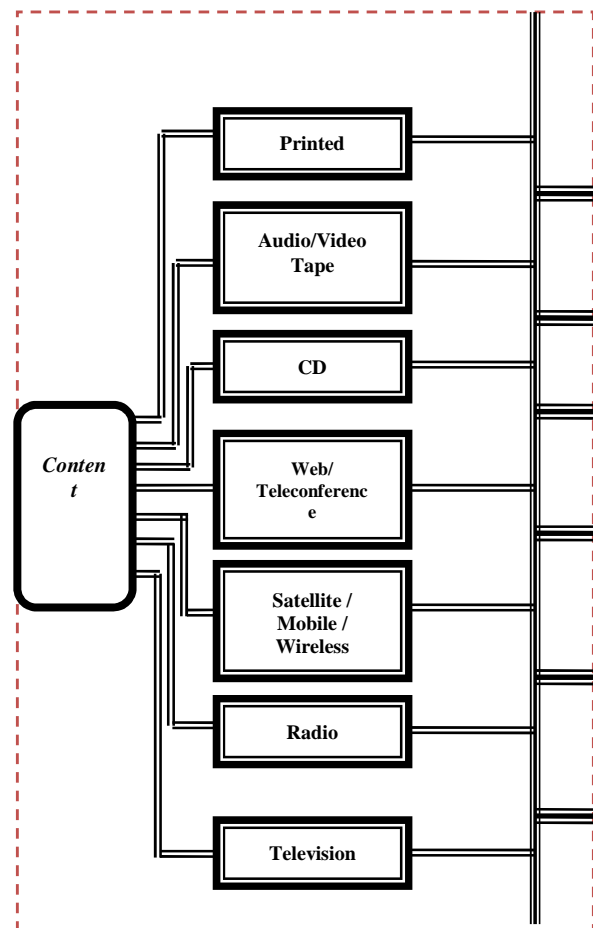 Printed
Audio/Video
Tape
CD
Conten
t
Web/
Teleconferenc
e
Satellite /
Mobile /
Wireless
Radio
Television